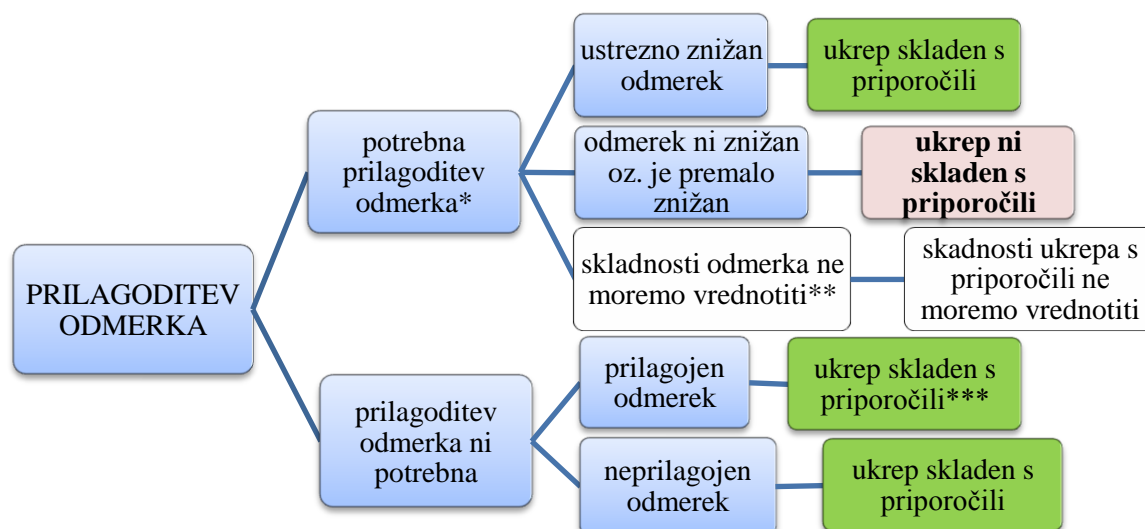 PRILAGODITEV
ODMERKA
potrebna
prilagoditev
odmerka*
ustrezno znižan
odmerek
ukrep skladen s
priporočili
odmerek ni znižan
oz. je premalo
znižan
ukrep ni
skladen s
priporočili
skladnosti odmerka ne
moremo vrednotiti**
skadnosti ukrepa s
priporočili ne
moremo vrednotiti
prilagoditev
odmerka ni
potrebna
prilagojen
odmerek
ukrep skladen s
priporočili***
neprilagojen
odmerek
ukrep skladen s
priporočili